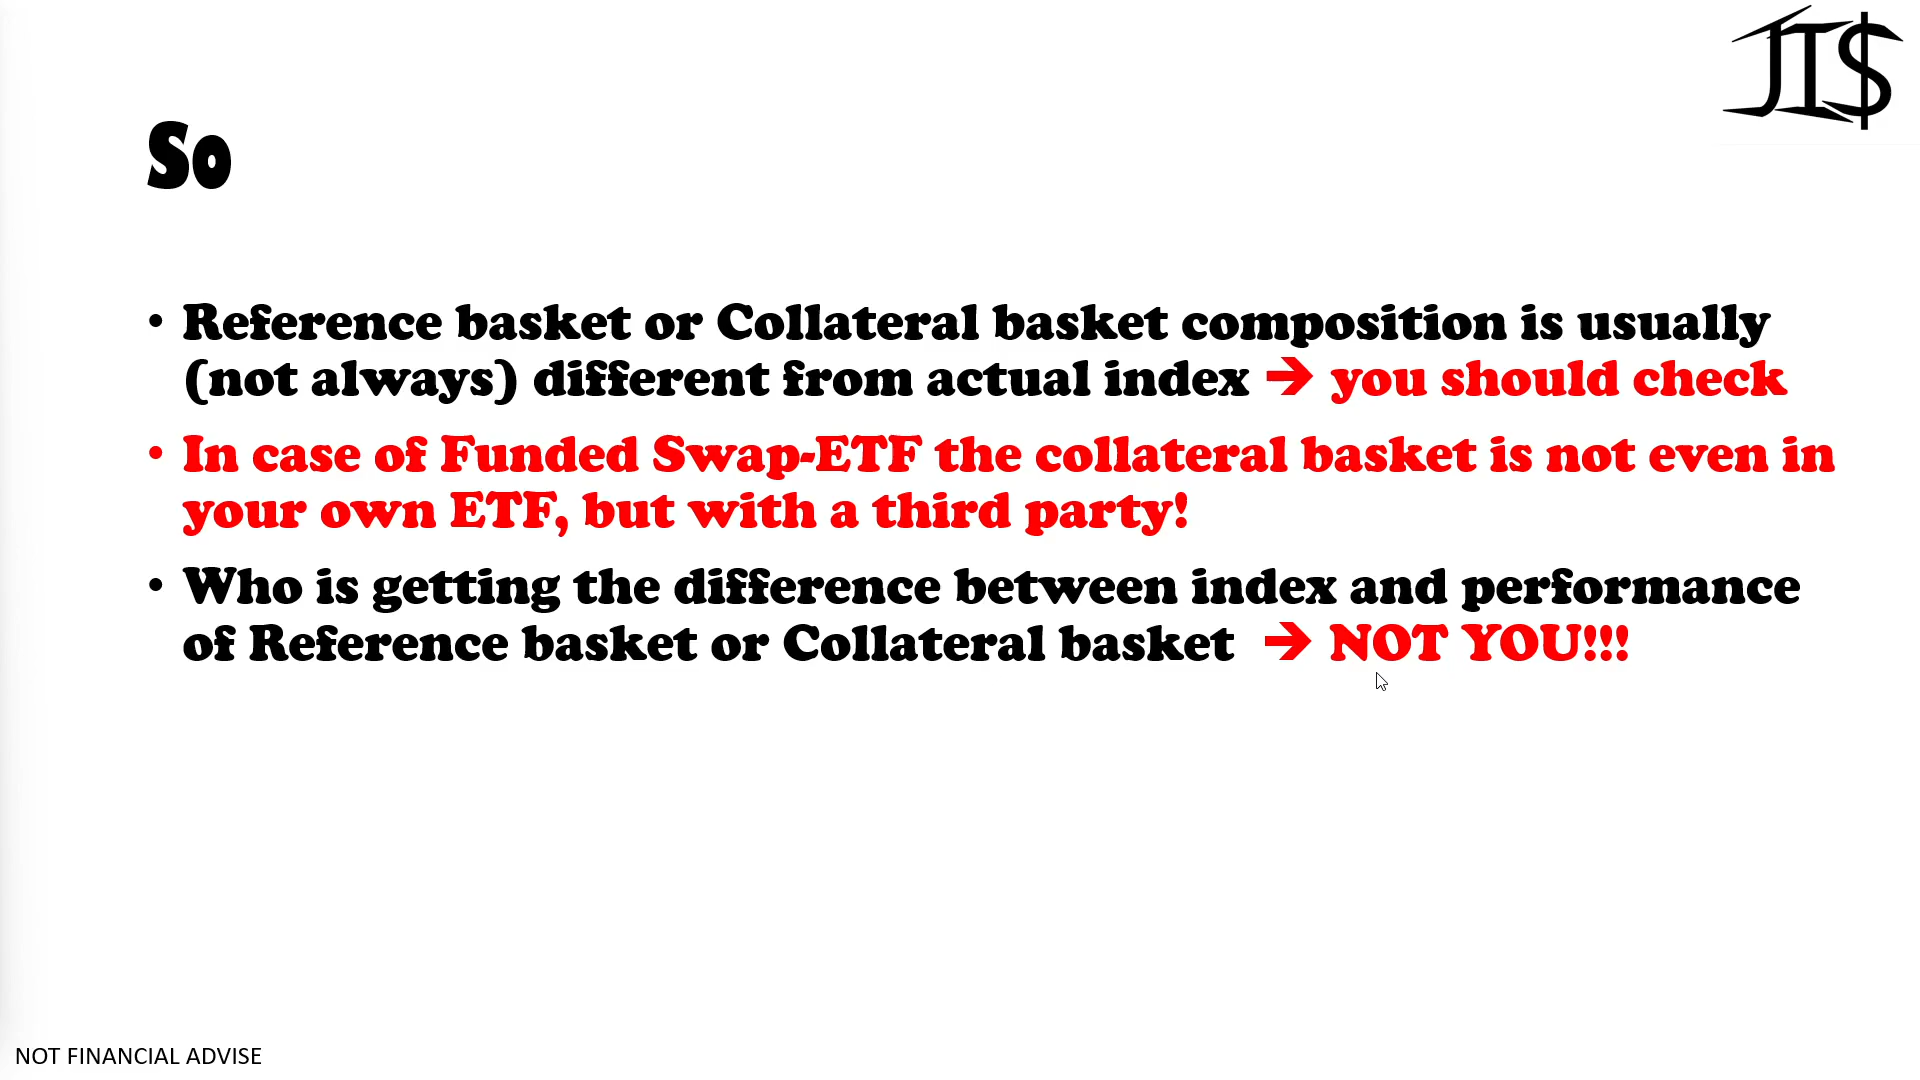 JI$
So
• Reference basket or Collateral basket composition is usually
(not always) different from actual index ➔ you should check
• In case of Funded Swap-ETF the collateral basket is not even in
your own ETF, but with a third party!
• Who is getting the difference between index and performance
of Reference basket or Collateral basket ➔ NOT YOU!!!
NOT FINANCIAL ADVISE